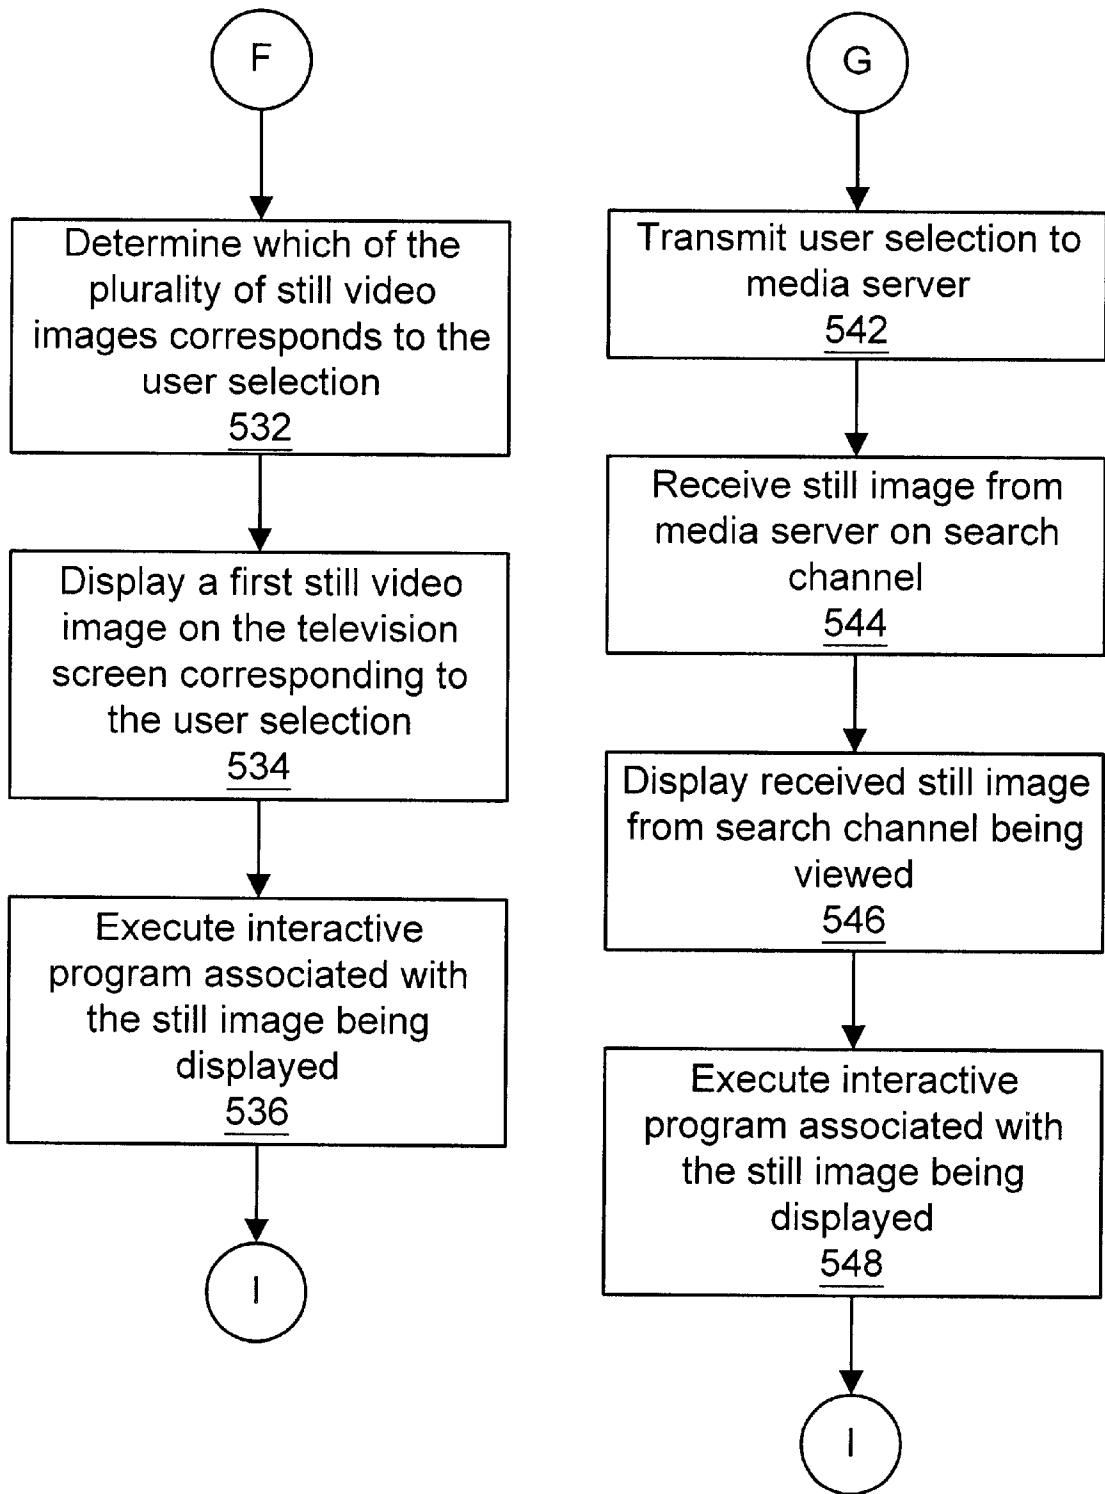 F
Determine which of the
plurality of still video
images corresponds to the
user selection
532
Display a first still video
image on the television
screen corresponding to
the user selection
534
Execute interactive
program associated with
the still image being
displayed
536
I
G
Transmit user selection to
media server
542
Receive still image from
media server on search
channel
544
Display received still image
from search channel being
viewed
546
Execute interactive
program associated with
the still image being
displayed
548
I